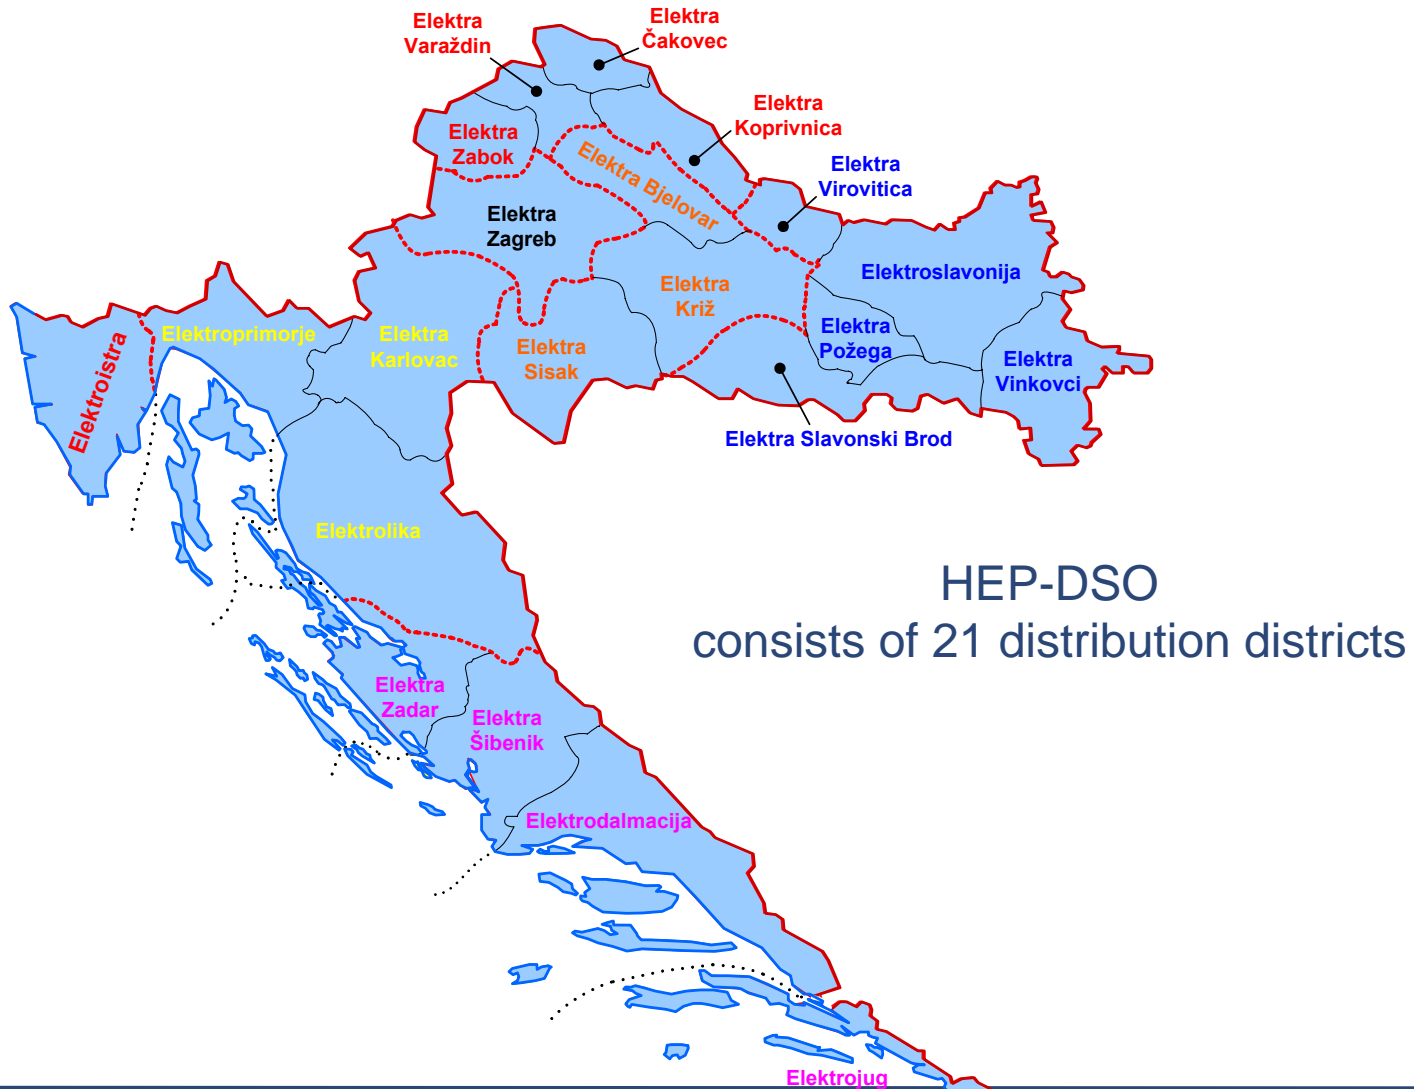 Elektra
Varaždin
Elektra
Čakovec
Elektra
Koprivnica
Elektra
Zabok
Elektra Bjelovar
Elektra
Virovitica
Elektra
Zagreb
Elektroslavonija
Elektra
Križ
Elektroprimorje
Elektra
Karlovac
Elektra
Sisak
Elektra
Požega
Elektra
Vinkovci
Elektroistra
Elektra Slavonski Brod
Elektrolika
HEP-DSO
consists of 21 distribution districts
Elektra
Zadar
Elektra
Šibenik
Elektrodalmacija
Elektrojug